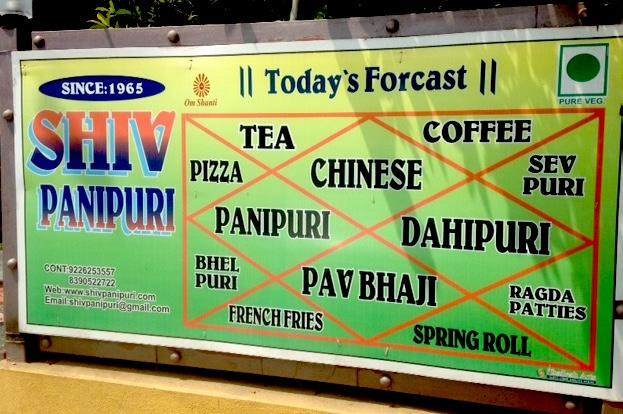 SINCE:1965
Om Shanti
|| Today's Forcast ||
PURE VEG.
SHIV
PANIPURI
TEA
COFFEE
PIZZA
CHINESE
SEV
PURI
PANIPURI
DAHIPURI
BHEL
PURI
PAV BHAJI
RAGDA
PATTIES
FRENCH FRIES
SPRING ROLL
CONT:9226253557
8390522722
Web:www.shivpanipuri.com
Email:shivpanipuri@gmail.com